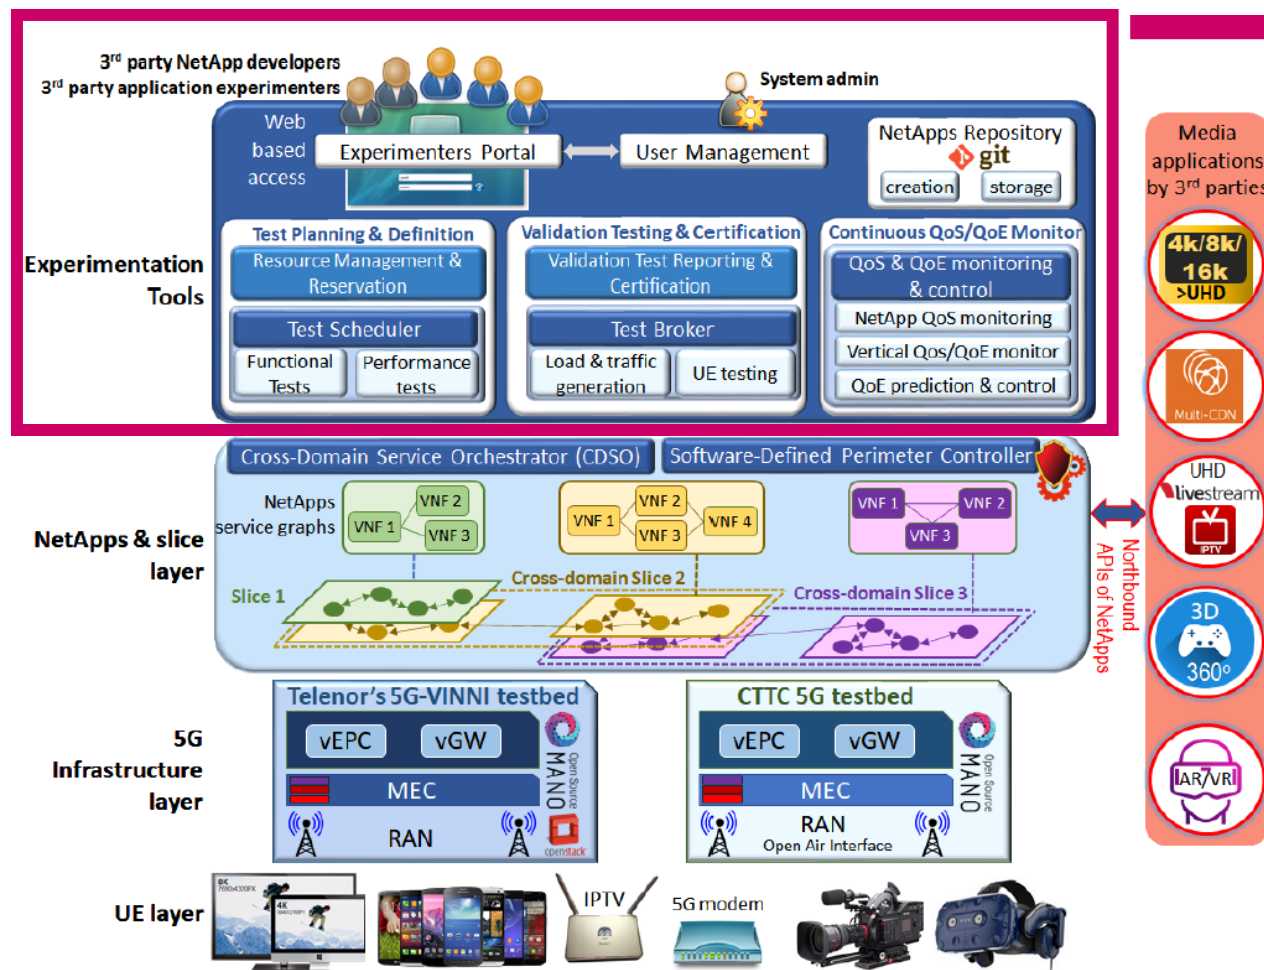 3rd party NetApp developers
3rd party application experimenters
System admin
Web
based
access
Experimenters Portal
User Management
NetApps Repository
git
creation
storage
Experimentation
Tools
Test Planning & Definition
Resource Management &
Reservation
Test Scheduler
Functional
Tests
Performance
tests
Validation Testing & Certification
Validation Test Reporting &
Certification
Test Broker
Load & traffic
generation
UE testing
Continuous QoS/QoE Monitor
QoS & QoE monitoring
& control
NetApp QoS monitoring
Vertical Qos/QoE monitor
QoE prediction & control
Media
applications
by 3rd parties
4k/8k/
16k
>UHD
Multi-CDN
UHD
livestream
IPTV
3D
360º
AR/VR
Northbound
APIs of NetApps
NetApps & slice
layer
Cross-Domain Service Orchestrator (CDSO)
Software-Defined Perimeter Controller
NetApps
service graphs
VNF 1
VNF 2
VNF 3
VNF 1
VNF 2
VNF 3
VNF 4
VNF 1
VNF 2
VNF 3
Slice 1
Cross-domain Slice 2
Cross-domain Slice 3
5G
Infrastructure
layer
Telenor's 5G-VINNI testbed
vEPC
vGW
MEC
RAN
Open Source
MANO
openstack
CTTC 5G testbed
vEPC
vGW
MEC
RAN
Open Air Interface
Open Source
MANO
UE layer
8K
4K
IPTV
5G modem